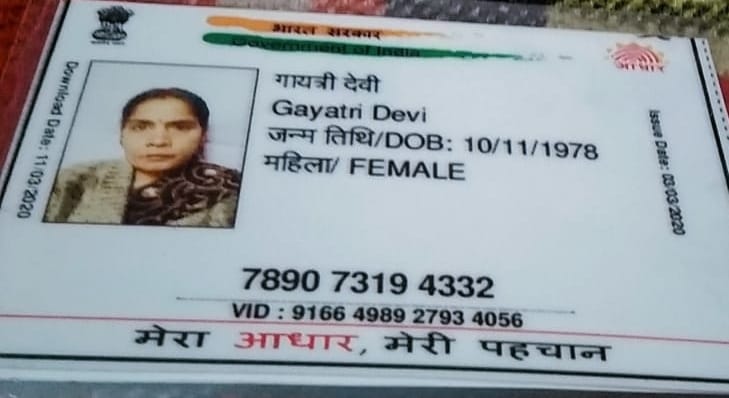 भारत सरकार
Government of India
आधार
Download Date: 11/03/2020
गायत्री देवी
Gayatri Devi
जन्म तिथि/DOB: 10/11/1978
महिला/ FEMALE
Issue Date: 03/03/2020
7890 7319 4332
VID : 9166 4989 2793 4056
मेरा आधार, मेरी पहचान